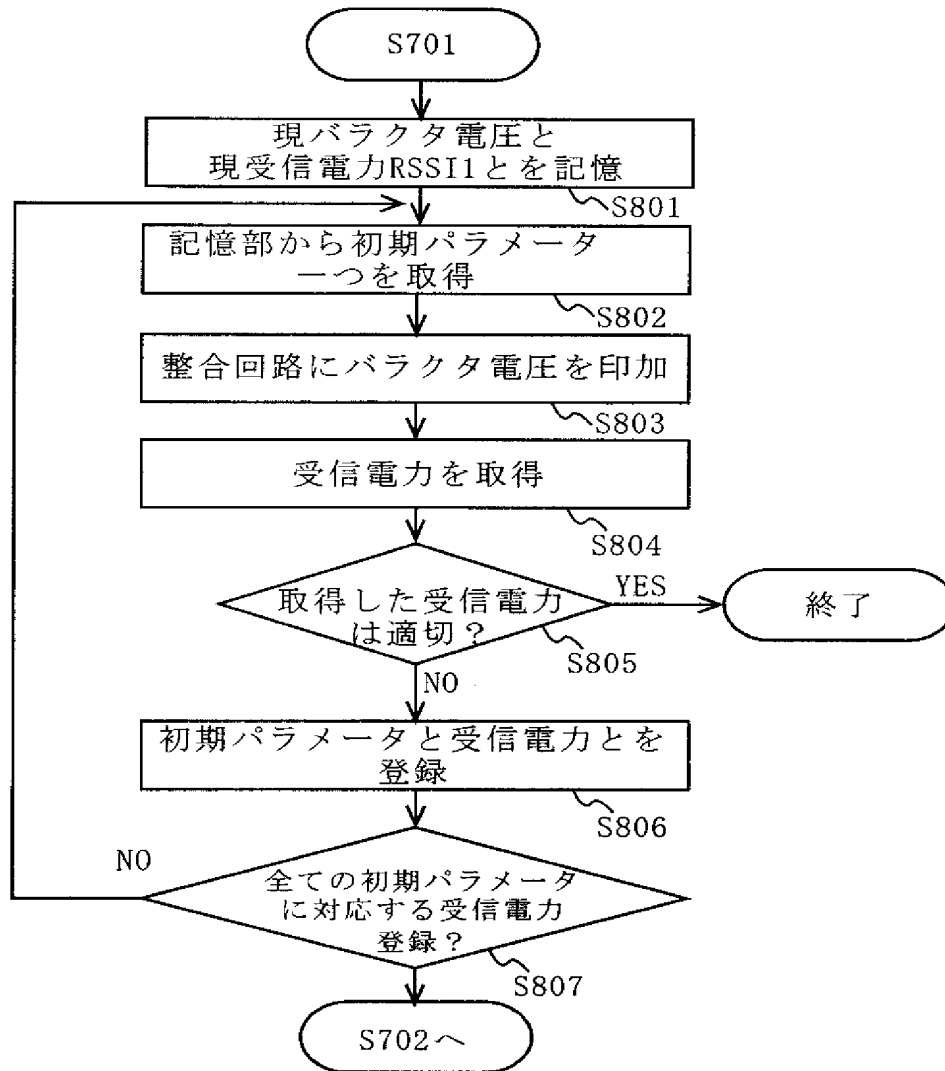 S701
現バラクタ電圧と
現受信電力RSSI1とを記憶
S801
記憶部から初期パラメータ
一つを取得
S802
整合回路にバラクタ電圧を印加
S803
受信電力を取得
S804
取得した受信電力
は適切？
YES
終了
S805
NO
初期パラメータと受信電力とを
登録
S806
NO
全ての初期パラメータ
に対応する受信電力
登録？
S807
S702へ